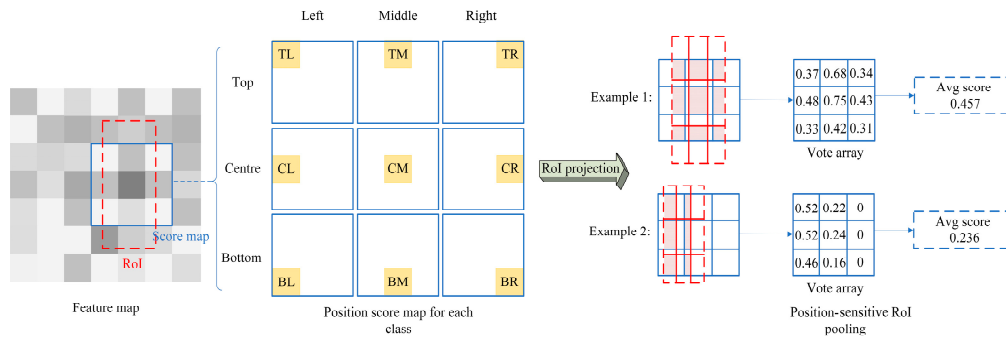 Left Middle Right
Top
Centre
Bottom
TL TM TR
CL CM CR
BL BM BR
Score map
RoI
Feature map
Position score map for each
class
RoI projection
Example 1:
0.37 0.68 0.34
0.48 0.75 0.43
0.33 0.42 0.31
Vote array
Avg score
0.457
Example 2:
0.52 0.22 0
0.52 0.24 0
0.46 0.16 0
Vote array
Avg score
0.236
Position-sensitive RoI
pooling